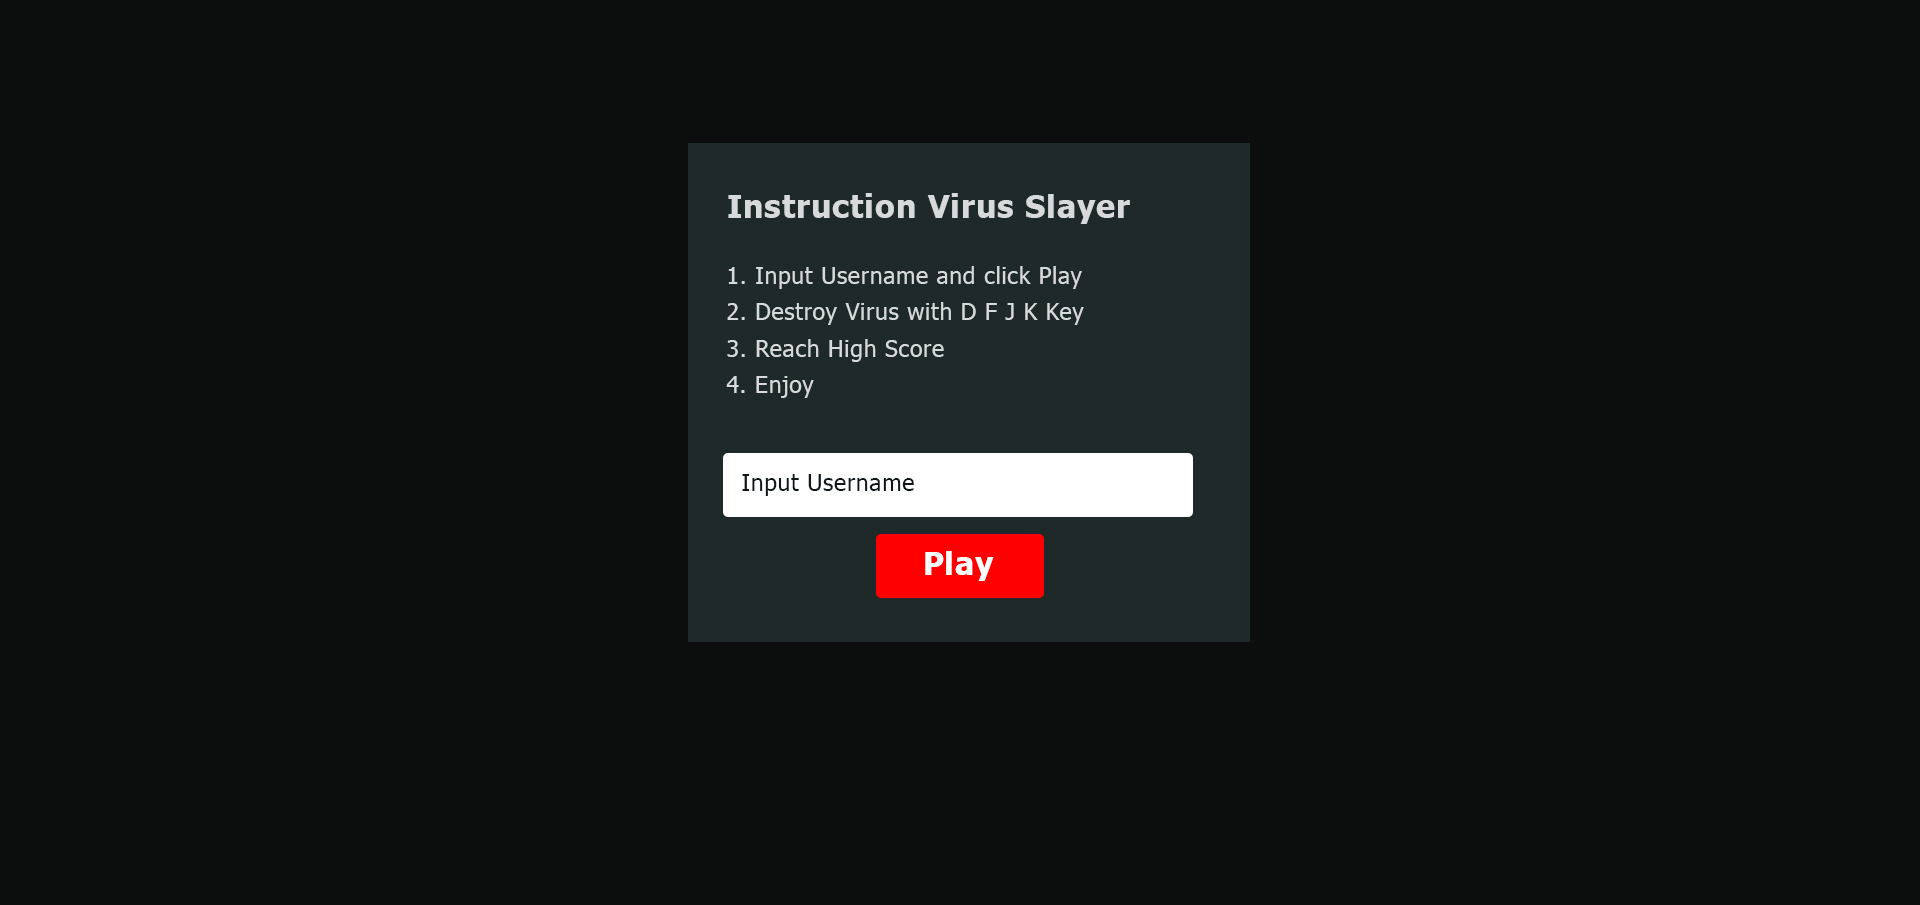 Instruction Virus Slayer
1. Input Username and click Play
2. Destroy Virus with D F J K Key
3. Reach High Score
4. Enjoy
Input Username
Play